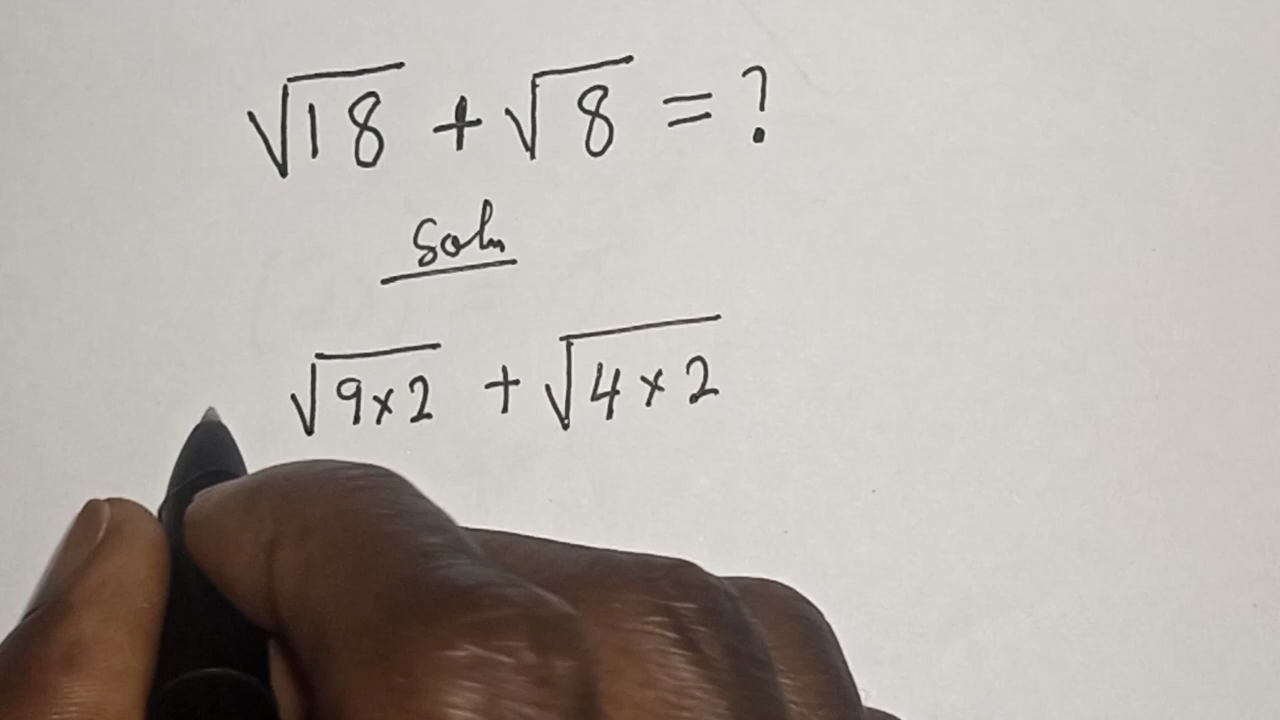 √18 + √8 = ?
Soln
√9×2 + √4×2